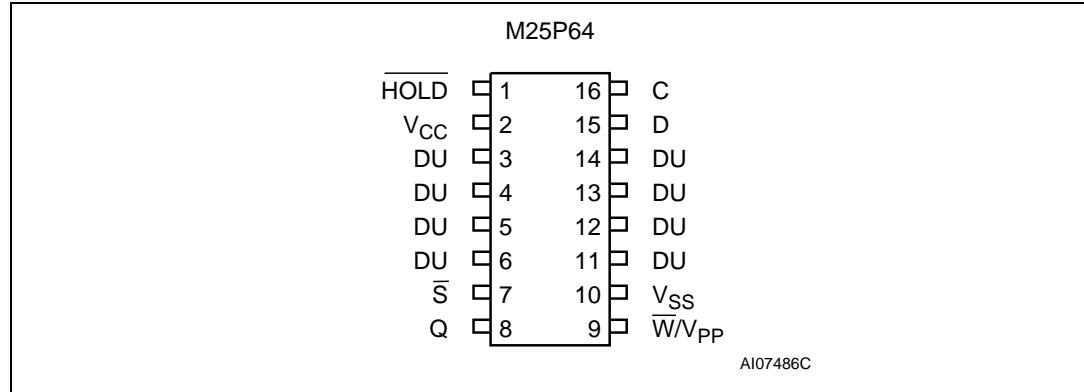 M25P64
H̅O̅L̅D̅ 1 16 C
VCC 2 15 D
DU 3 14 DU
DU 4 13 DU
DU 5 12 DU
DU 6 11 DU
S̅ 7 10 VSS
Q 8 9 W̅/VPP
AI07486C